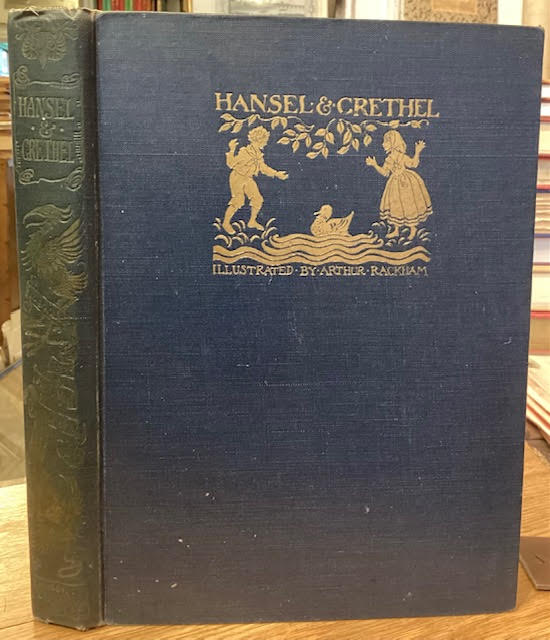 HANSEL
&
GRETHEL
HANSEL & GRETHEL
ILLUSTRATED · BY · ARTHUR · RACKHAM